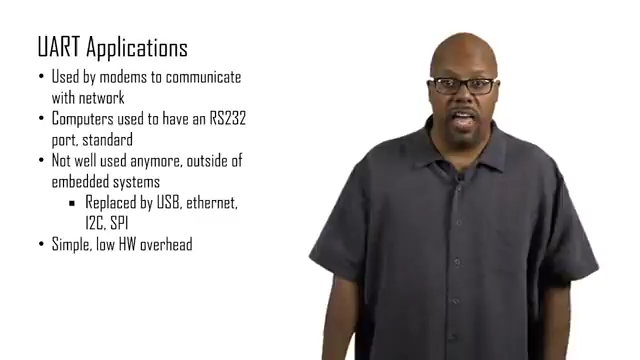 UART Applications
• Used by modems to communicate
with network
• Computers used to have an RS232
port, standard
• Not well used anymore, outside of
embedded systems
▪ Replaced by USB, ethernet,
I2C, SPI
• Simple, low HW overhead